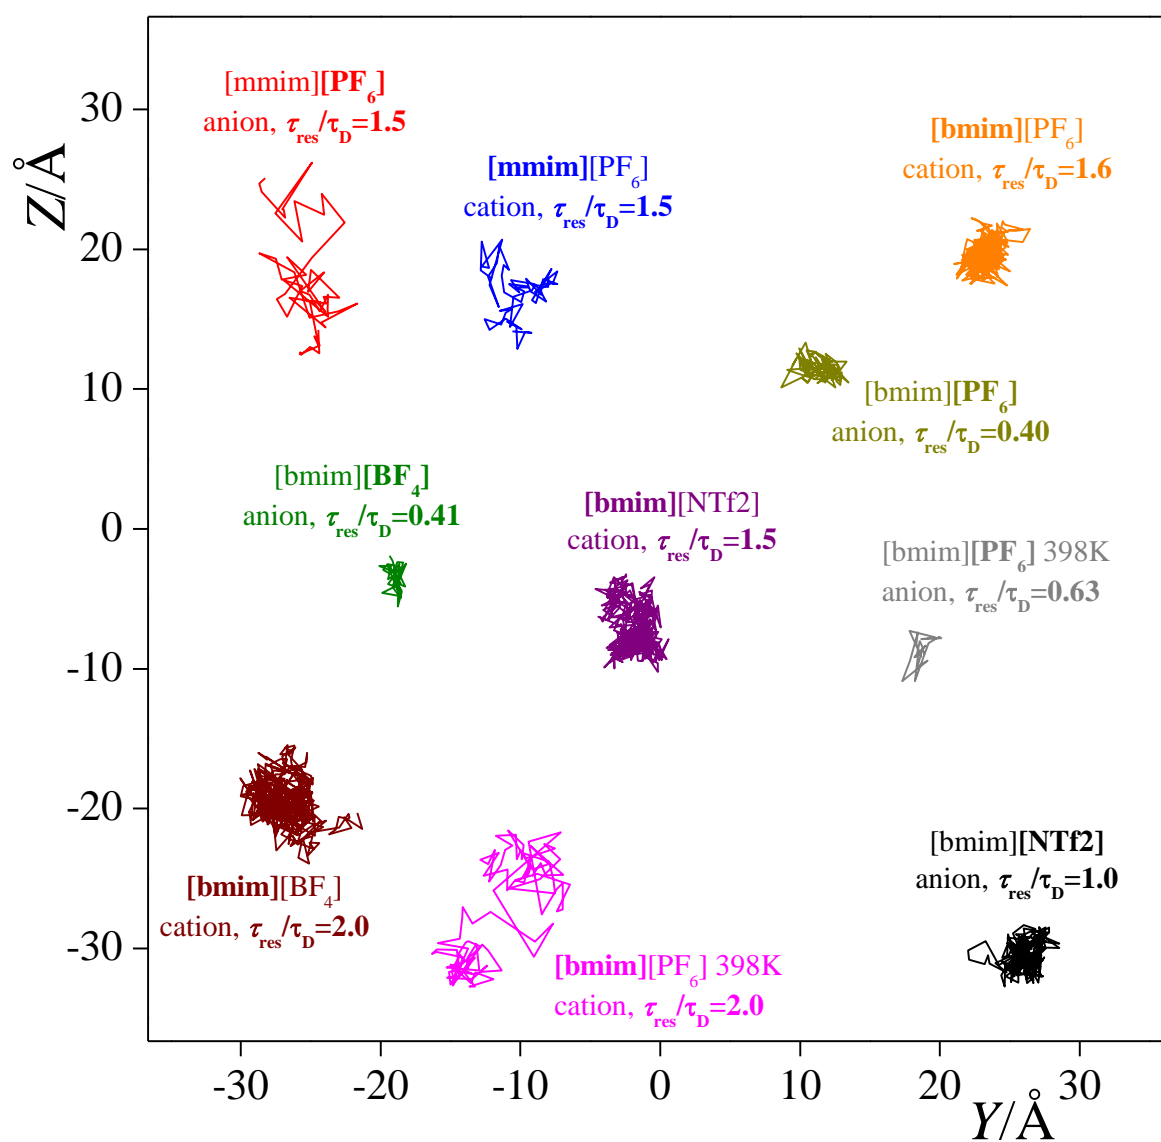 [mmim][PF₆]
anion, τres/τD=1.5
[mmim][PF₆]
cation, τres/τD=1.5
[bmim][PF₆]
cation, τres/τD=1.6
[bmim][PF₆]
anion, τres/τD=0.40
[bmim][BF₄]
anion, τres/τD=0.41
[bmim][NTf2]
cation, τres/τD=1.5
[bmim][PF₆] 398K
anion, τres/τD=0.63
[bmim][BF₄]
cation, τres/τD=2.0
[bmim][PF₆] 398K
cation, τres/τD=2.0
[bmim][NTf2]
anion, τres/τD=1.0
Z/Å
30
20
10
0
-10
-20
-30
-30 -20 -10 0 10 20 30
Y/Å